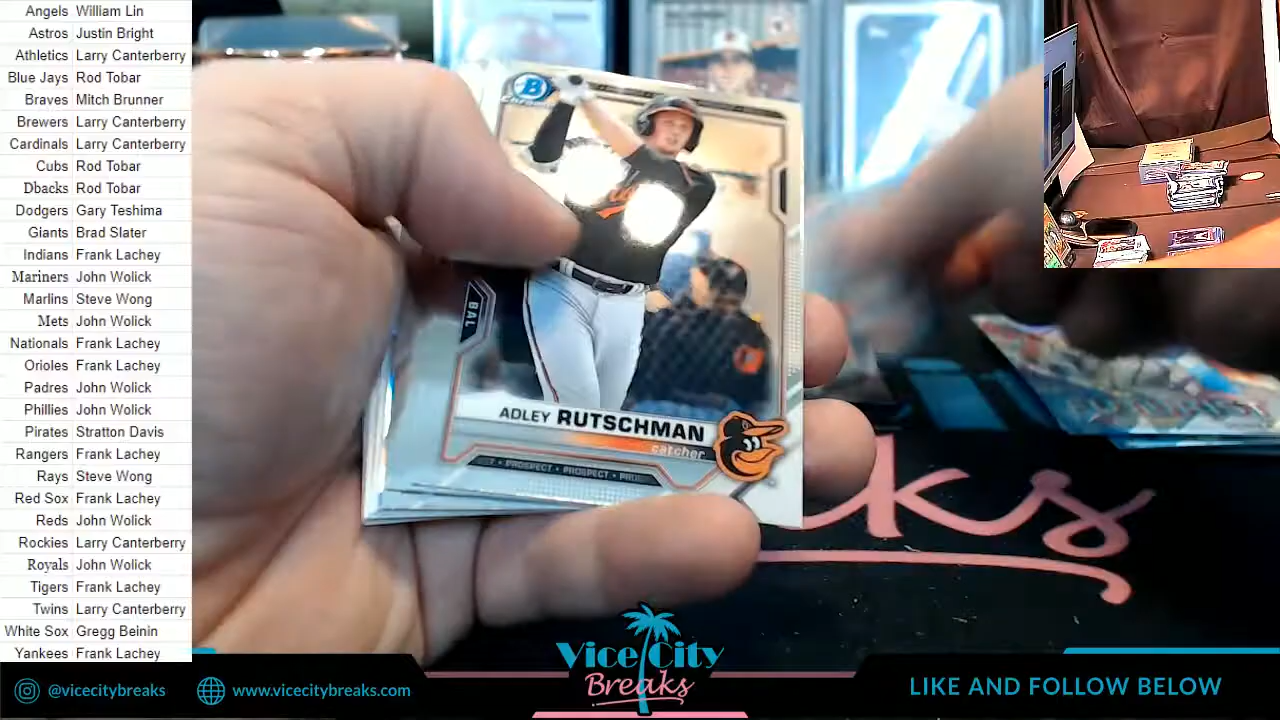 Angels William Lin
Astros Justin Bright
Athletics Larry Canterberry
Blue Jays Rod Tobar
Braves Mitch Brunner
Brewers Larry Canterberry
Cardinals Larry Canterberry
Cubs Rod Tobar
Dbacks Rod Tobar
Dodgers Gary Teshima
Giants Brad Slater
Indians Frank Lachey
Mariners John Wolick
Marlins Steve Wong
Mets John Wolick
Nationals Frank Lachey
Orioles Frank Lachey
Padres John Wolick
Phillies John Wolick
Pirates Stratton Davis
Rangers Frank Lachey
Rays Steve Wong
Red Sox Frank Lachey
Reds John Wolick
Rockies Larry Canterberry
Royals John Wolick
Tigers Frank Lachey
Twins Larry Canterberry
White Sox Gregg Beinin
Yankees Frank Lachey
B
BAL
ADLEY RUTSCHMAN
catcher
PROSPECT • PROSPECT
Vice City
Breaks
@vicecitybreaks
www.vicecitybreaks.com
LIKE AND FOLLOW BELOW